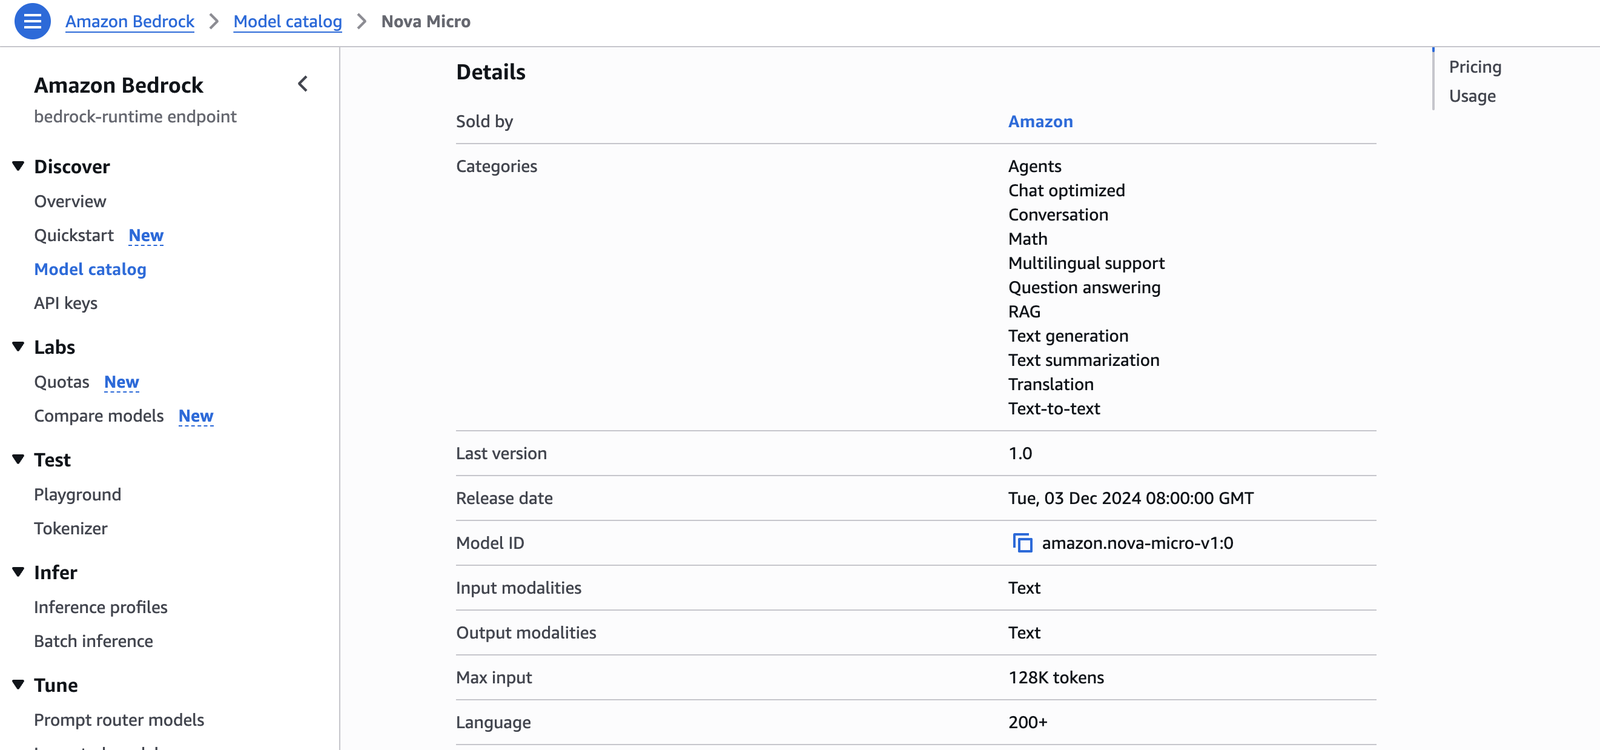 Amazon Bedrock > Model catalog > Nova Micro
Amazon Bedrock
bedrock-runtime endpoint
Discover
Overview
Quickstart New
Model catalog
API keys
Labs
Quotas New
Compare models New
Test
Playground
Tokenizer
Infer
Inference profiles
Batch inference
Tune
Prompt router models
Details
Sold by Amazon
Categories Agents
Chat optimized
Conversation
Math
Multilingual support
Question answering
RAG
Text generation
Text summarization
Translation
Text-to-text
Last version 1.0
Release date Tue, 03 Dec 2024 08:00:00 GMT
Model ID amazon.nova-micro-v1:0
Input modalities Text
Output modalities Text
Max input 128K tokens
Language 200+
Pricing
Usage